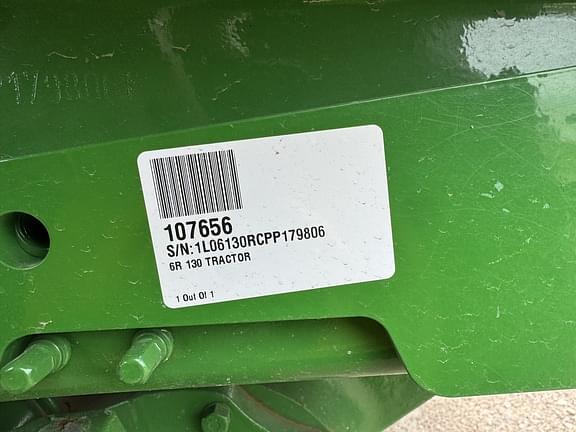 107656
S/N:1L06130RCPP179806
6R 130 TRACTOR
1 Out Of 1